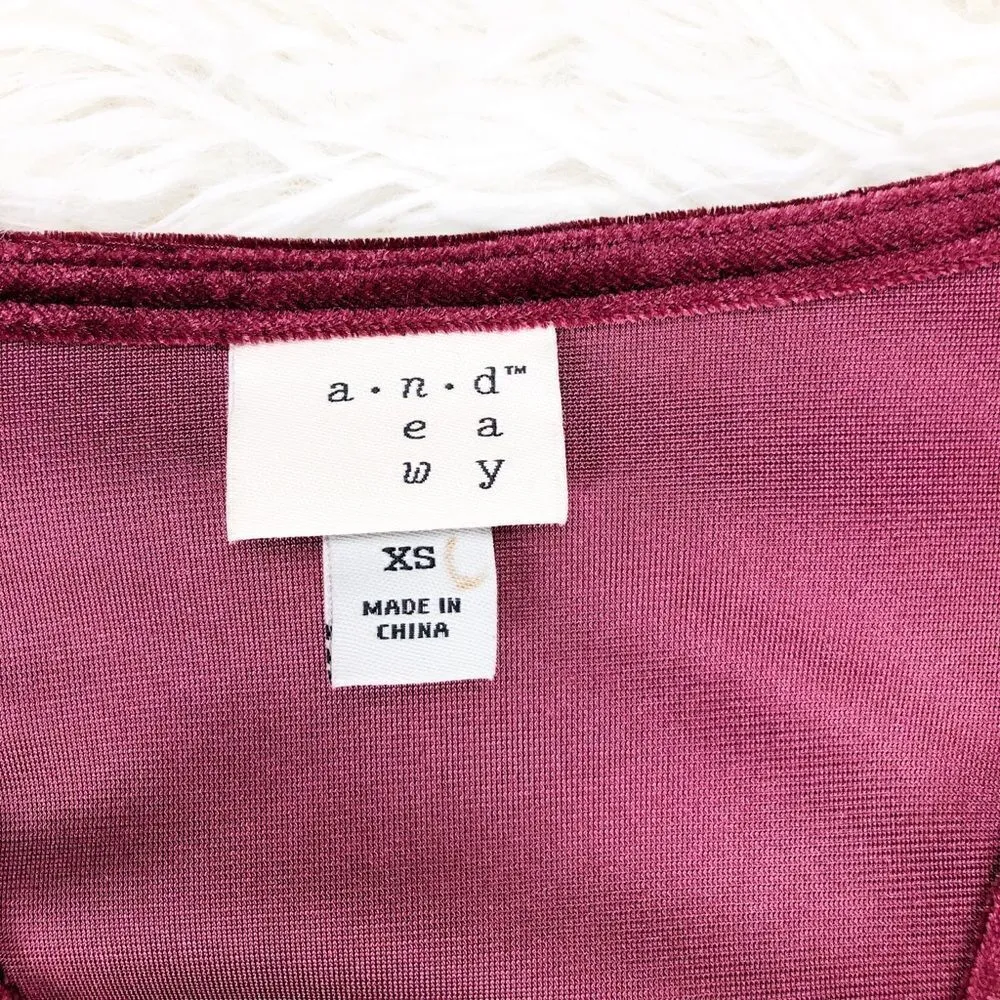 a • n • d™
e a
w y
XS
MADE IN
CHINA